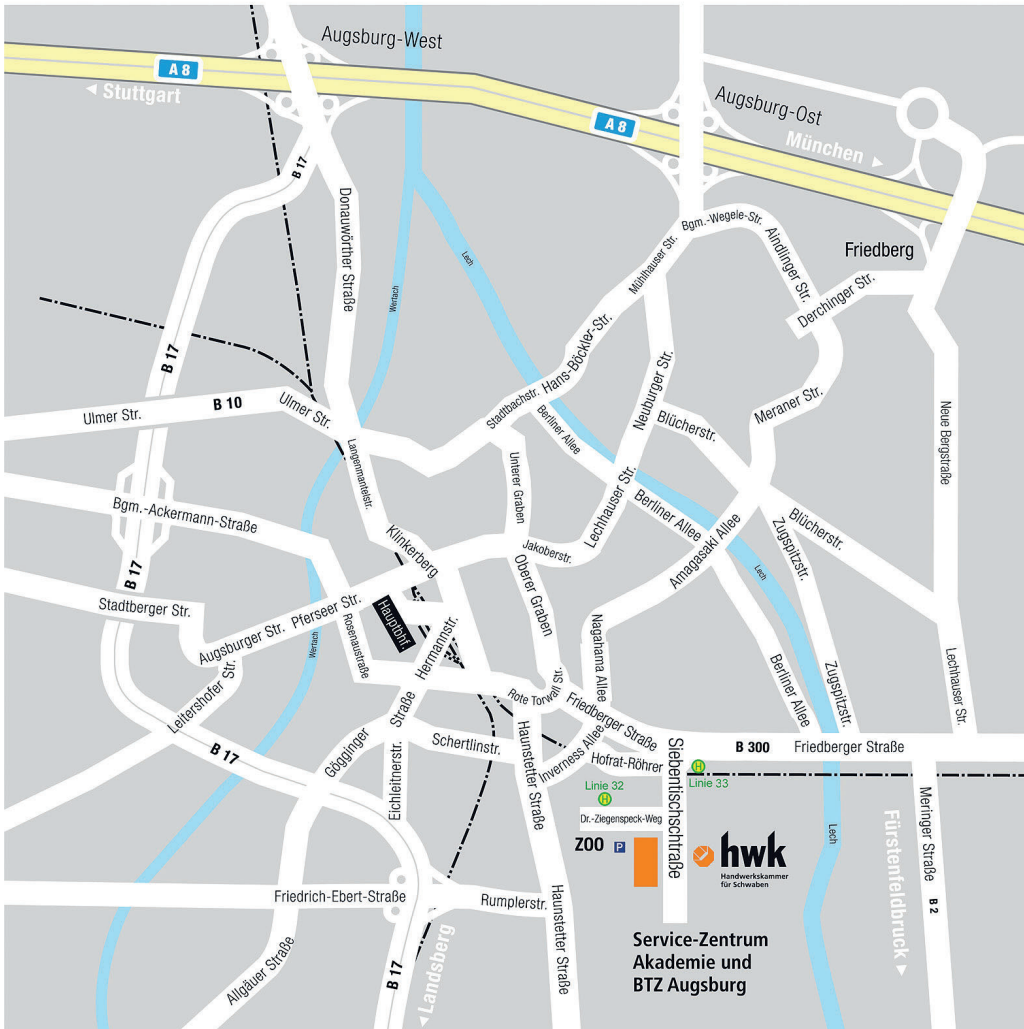 Augsburg-West
A 8
Stuttgart
Augsburg-Ost
A 8
München
B 17
Donauwörther Straße
Wertach
Lech
Bgm.-Wegele-Str.
Mühlhauser Str.
Aindlinger Str.
Friedberg
Derchinger Str.
B 17
Hans-Böckler-Str.
Stadtbachstr.
Neuburger Str.
Meraner Str.
Neue Bergstraße
Ulmer Str.
B 10
Ulmer Str.
Langenmantelstr.
Unterer Graben
Berliner Allee
Blücherstr.
Bgm.-Ackermann-Straße
Klinkerberg
Lechhauser Str.
Berliner Allee
Amagasaki Allee
Zugspitzstr.
Blücherstr.
B 17
Jakoberstr.
Oberer Graben
Lech
Stadtberger Str.
Augsburger Str.
Pferseer Str.
Hauptbhf.
Rosenaustraße
Hermannstr.
Wertach
Nagahama Allee
Berliner Allee
Zugspitzstr.
Lechhauser Str.
Leitershofer Str.
Rote Torwall Str.
Friedberger Straße
B 17
Gögginger
Straße
Schertlinstr.
Eichleitnerstr.
Haunstetter Straße
Inverness Allee
Hofrat-Röhrer
Siebentischschtraße
B 300
Friedberger Straße
Linie 32
H
H
Linie 33
Dr.-Ziegenspeck-Weg
ZOO
P
hwk
Handwerkskammer
für Schwaben
Lech
Fürstenfeldbruck
Meringer Straße
B 2
Friedrich-Ebert-Straße
Rumplerstr.
Haunstetter Straße
Allgäuer Straße
B 17
Landsberg
Service-Zentrum
Akademie und
BTZ Augsburg